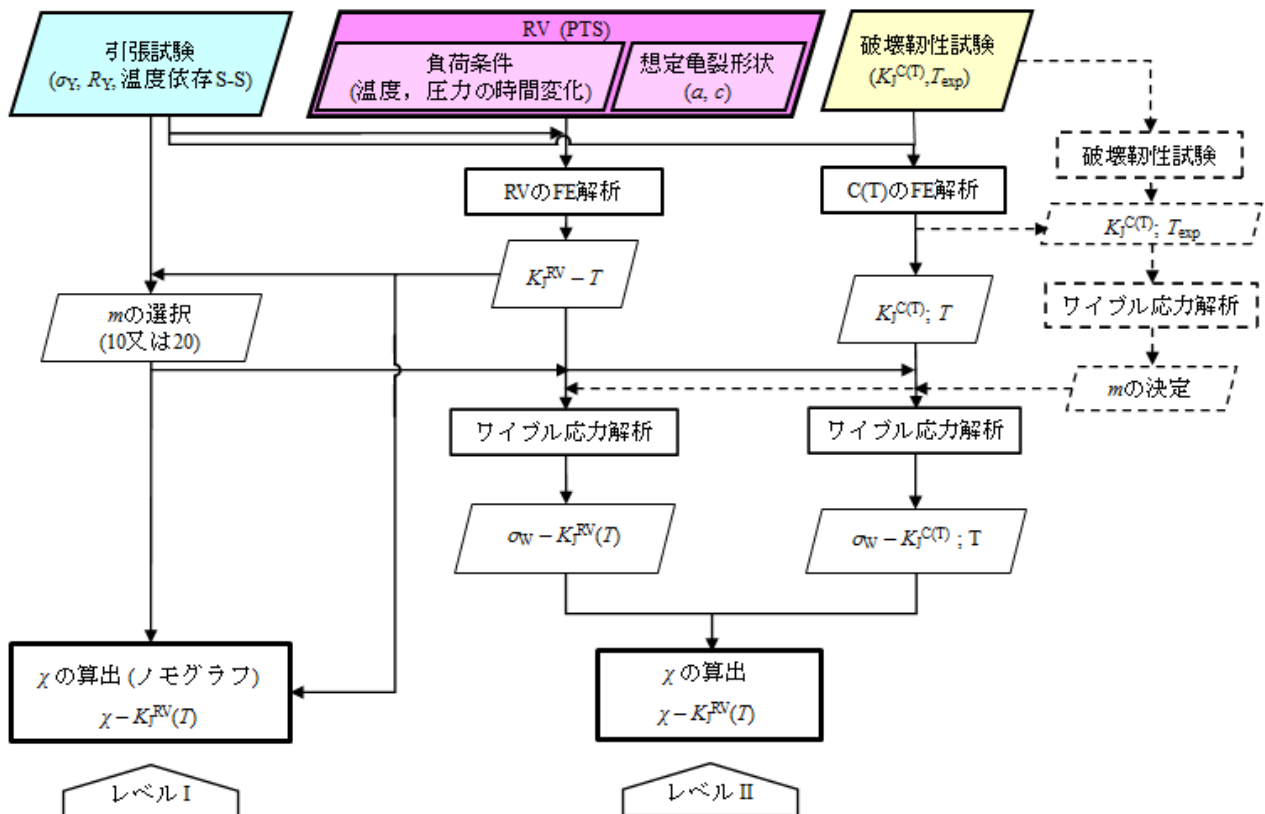 引張試験
(σY, RY, 温度依存 S-S)
RV (PTS)
負荷条件
(温度，圧力の時間変化)
想定亀裂形状
(a, c)
破壊靭性試験
(KJC(T),Texp)
破壊靭性試験
RVのFE解析
C(T)のFE解析
KJC(T); Texp
KJRV − T
KJC(T); T
mの選択
(10又は20)
ワイブル応力解析
mの決定
ワイブル応力解析
ワイブル応力解析
σW − KJRV(T)
σW − KJC(T) ; T
χ の算出 (ノモグラフ)
χ − KJRV(T)
χ の算出
χ − KJRV(T)
レベル I
レベル II